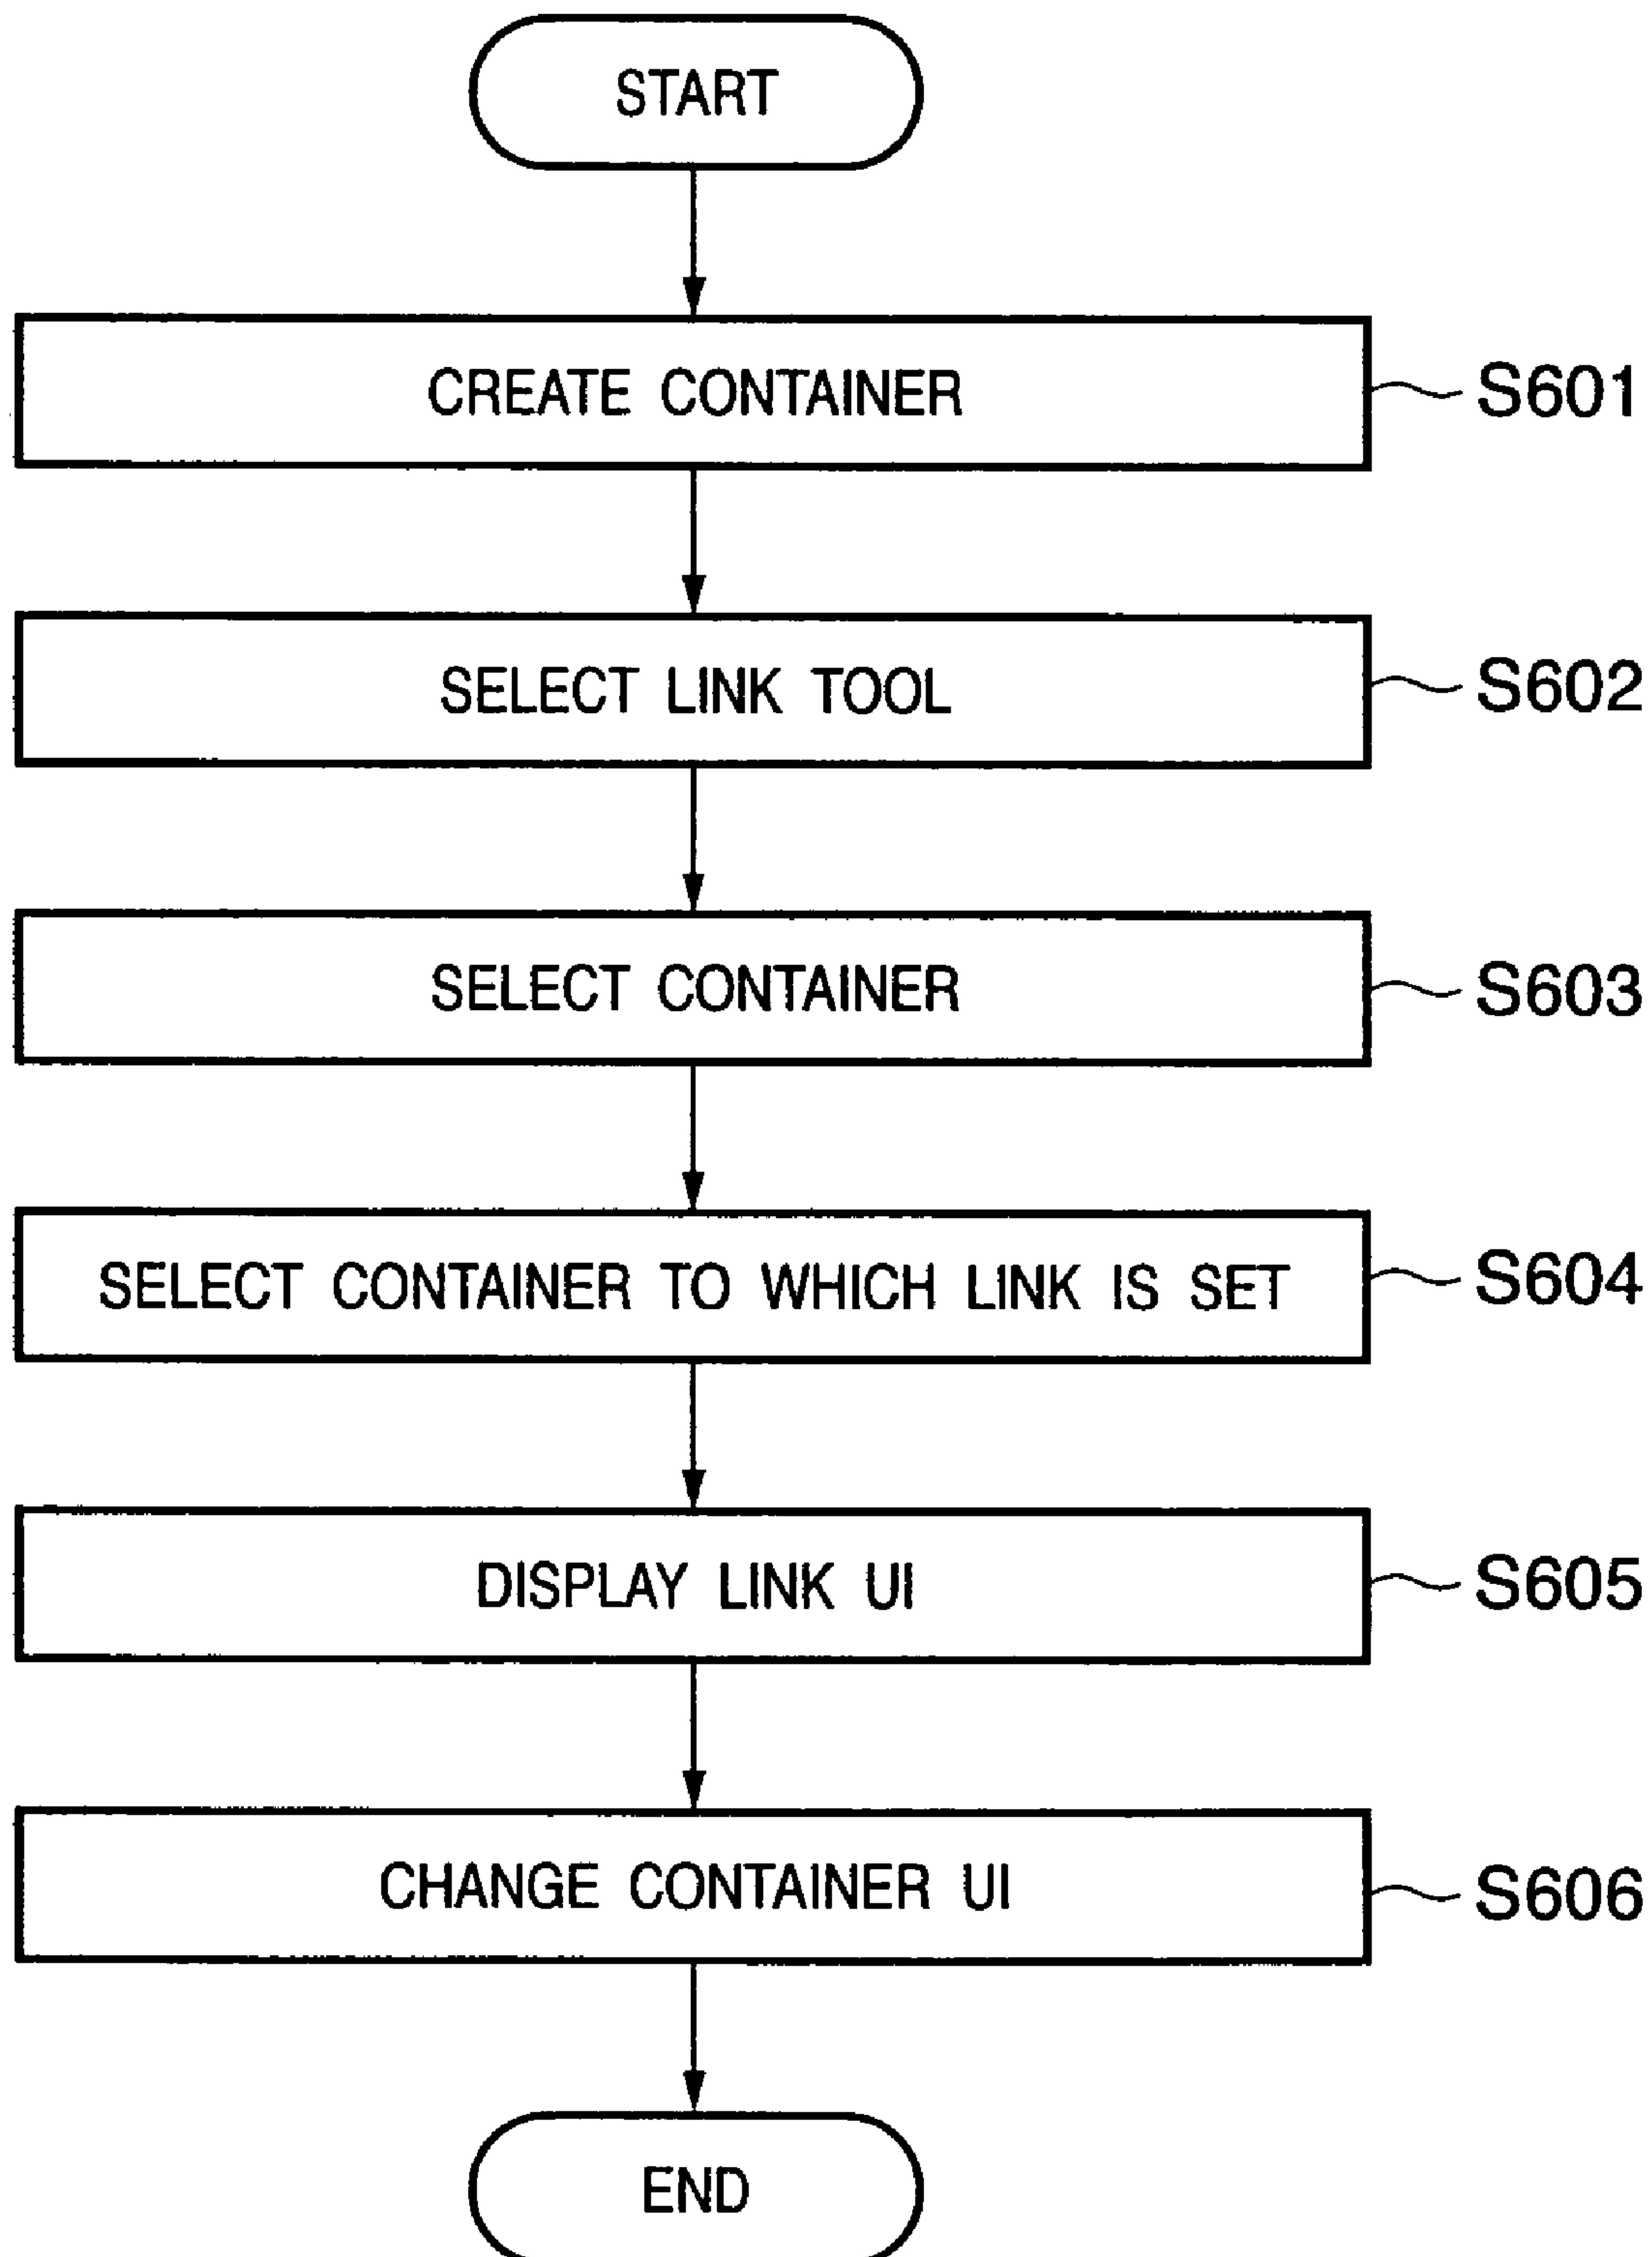 START
CREATE CONTAINER S601
SELECT LINK TOOL S602
SELECT CONTAINER S603
SELECT CONTAINER TO WHICH LINK IS SET S604
DISPLAY LINK UI S605
CHANGE CONTAINER UI S606
END